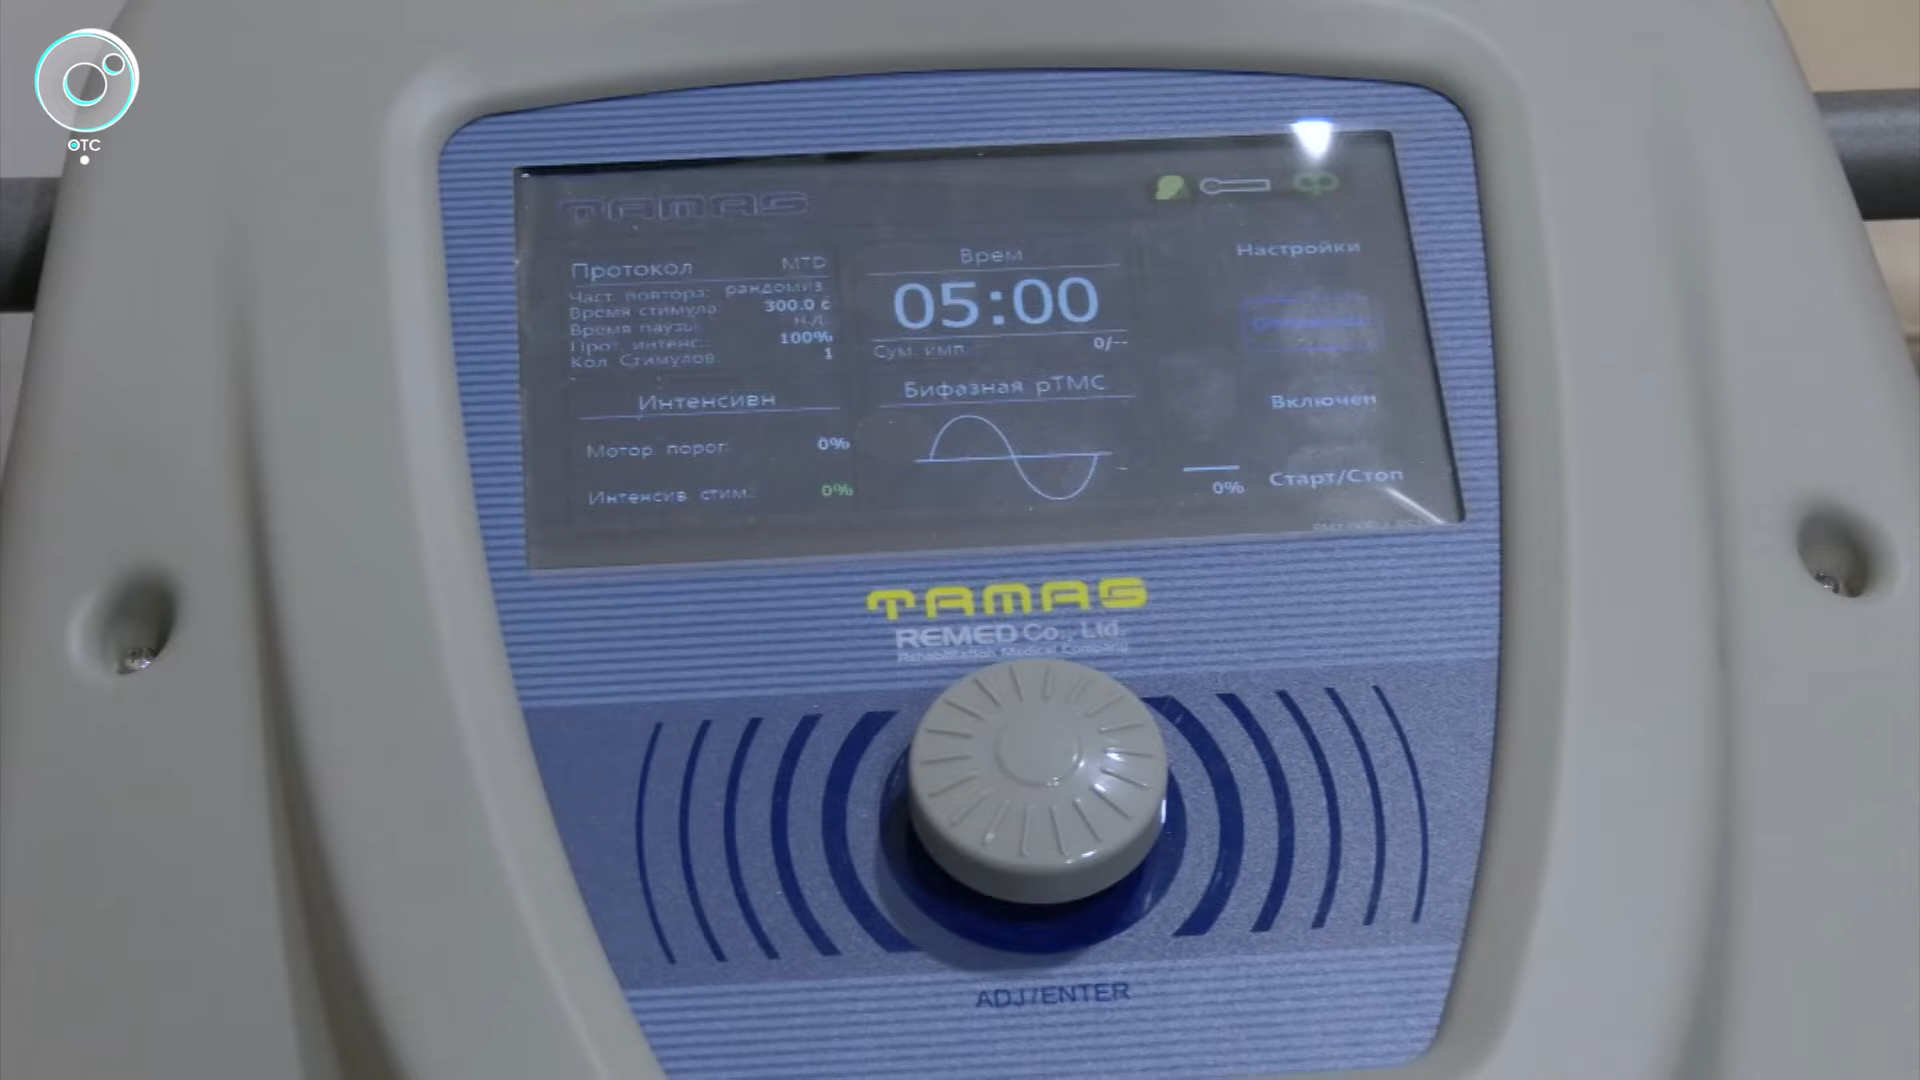 ОТС
TAMAS
Протокол MTD
Част. повтора: рандомиз.
Время стимула: 300.0 с
Время паузы: н.д.
Прот. интенс.: 100%
Кол Стимулов: 1
Интенсивн
Мотор порог: 0%
Интенсив стим.: 0%
Врем
05:00
Сум. имп. 0/--
Бифазная рТМС
0%
Настройки
Включен
Старт/Стоп
TAMAS
REMED Co., Ltd.
Rehabilitation Medical Company
ADJ/ENTER